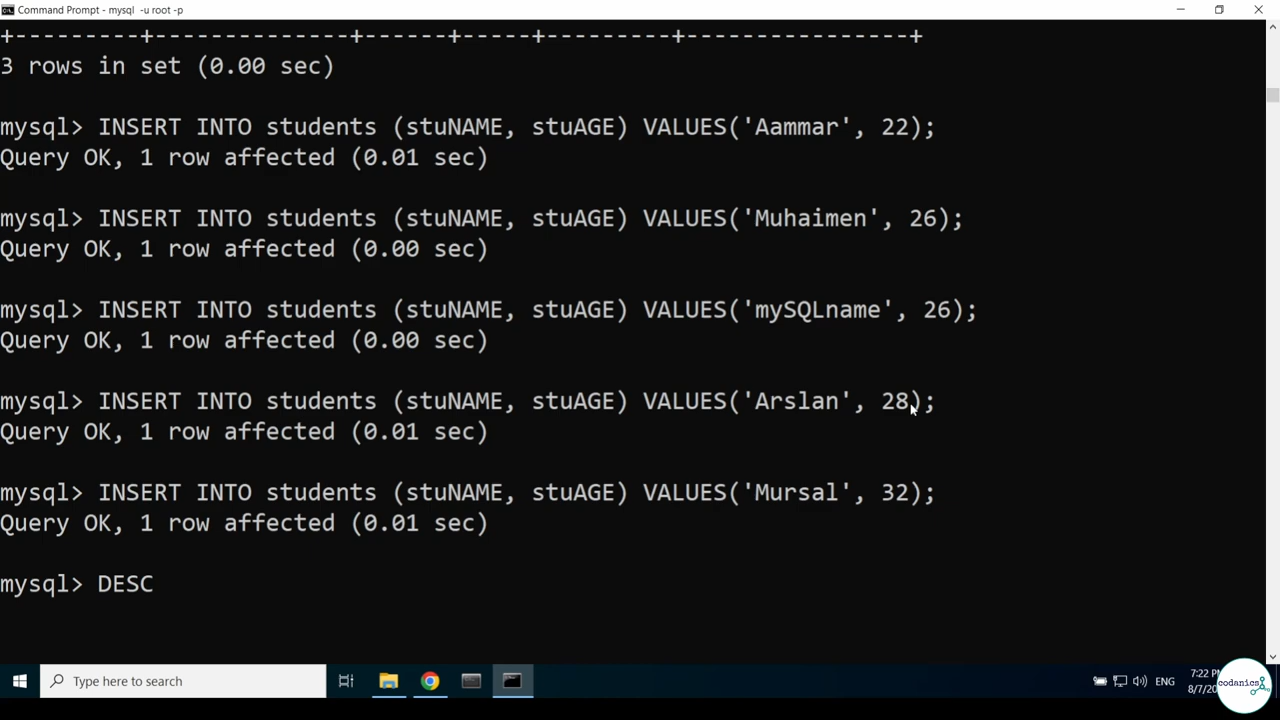 Command Prompt - mysql -u root -p
+---------+--------------+------+-----+---------+----------------+
3 rows in set (0.00 sec)
mysql> INSERT INTO students (stuNAME, stuAGE) VALUES('Aammar', 22);
Query OK, 1 row affected (0.01 sec)
mysql> INSERT INTO students (stuNAME, stuAGE) VALUES('Muhaimen', 26);
Query OK, 1 row affected (0.00 sec)
mysql> INSERT INTO students (stuNAME, stuAGE) VALUES('mySQLname', 26);
Query OK, 1 row affected (0.00 sec)
mysql> INSERT INTO students (stuNAME, stuAGE) VALUES('Arslan', 28);
Query OK, 1 row affected (0.01 sec)
mysql> INSERT INTO students (stuNAME, stuAGE) VALUES('Mursal', 32);
Query OK, 1 row affected (0.01 sec)
mysql> DESC
Type here to search
ENG
7:22 P
8/7/20
codanics